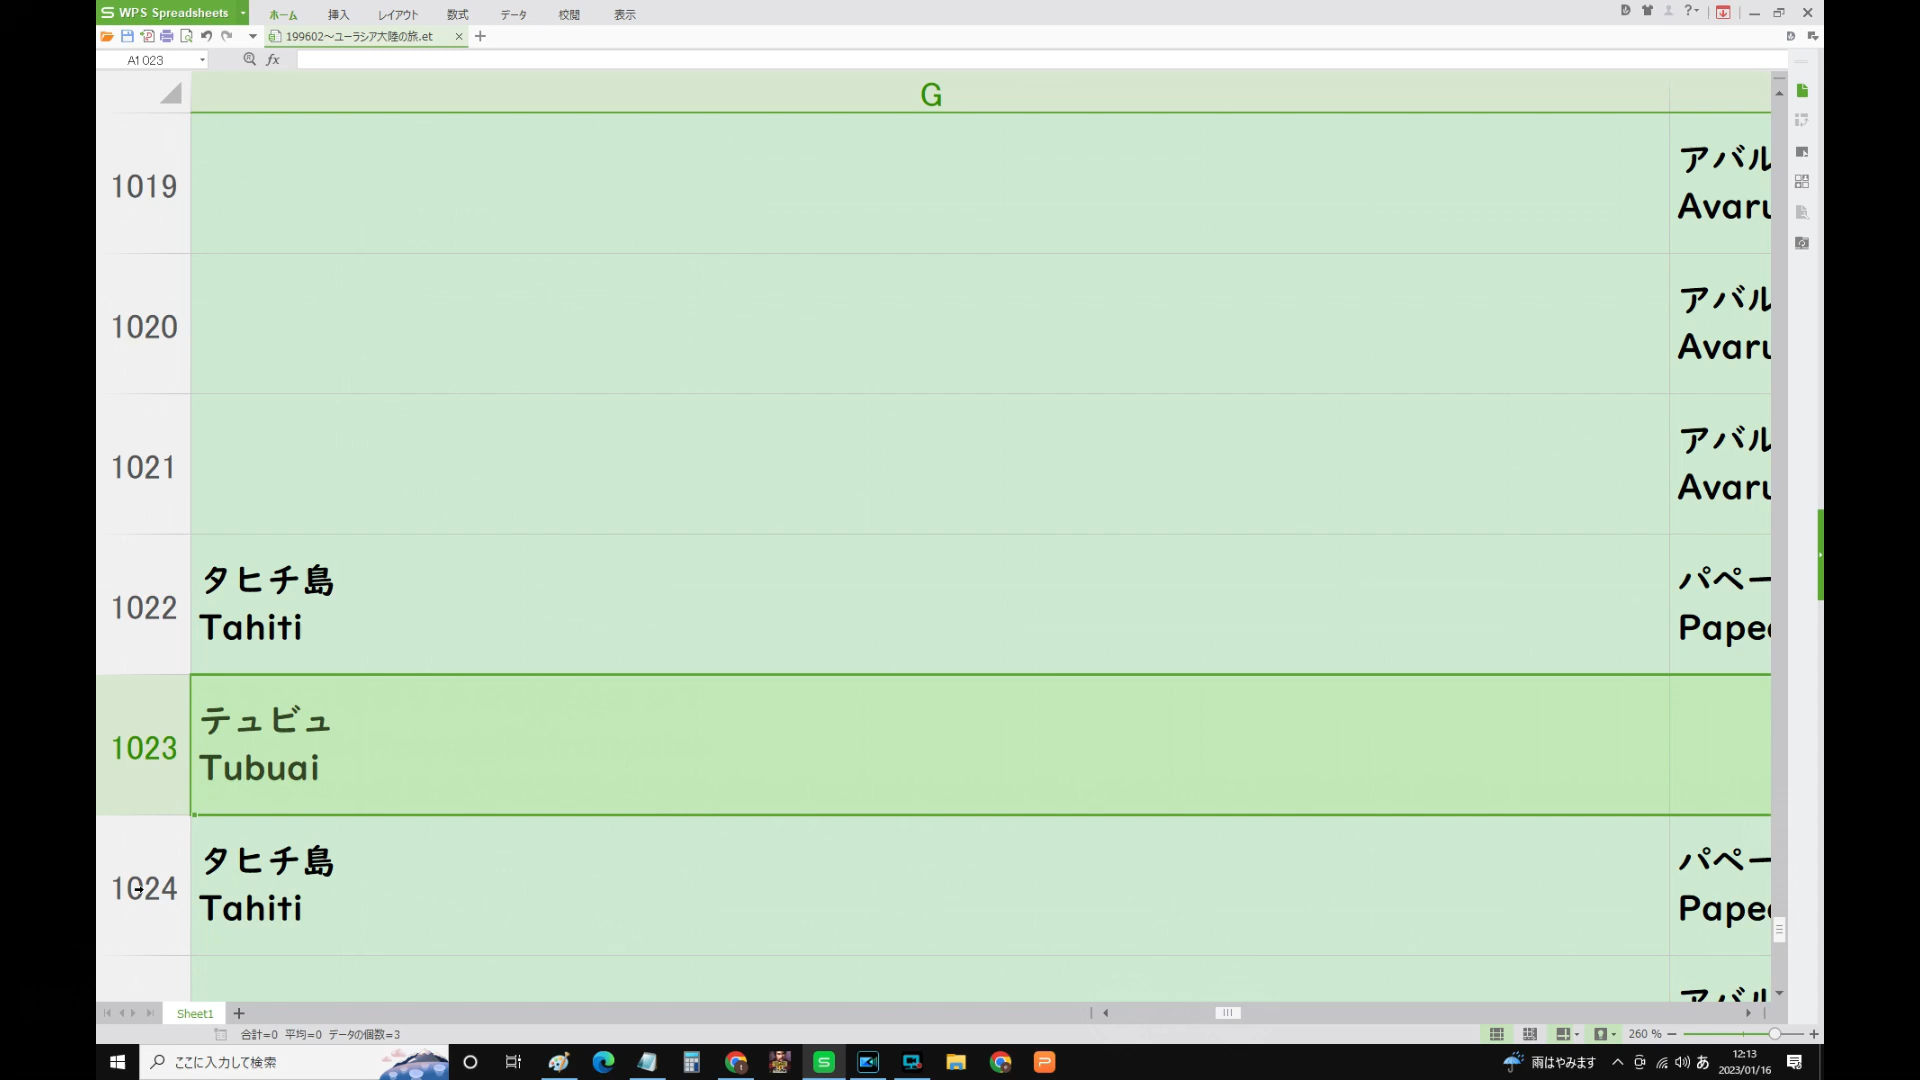 WPS Spreadsheets
ホーム 挿入 レイアウト 数式 データ 校閲 表示
199602～ユーラシア大陸の旅.et
A1023
fx
G
1019
アバル
Avaru
1020
アバル
Avaru
1021
アバル
Avaru
1022
タヒチ島
Tahiti
パペー
Papee
1023
テュビュ
Tubuai
1024
タヒチ島
Tahiti
パペー
Papee
アバル
Sheet1
合計=0 平均=0 データの個数=3
260 %
ここに入力して検索
雨はやみます
あ
12:13
2023/01/16